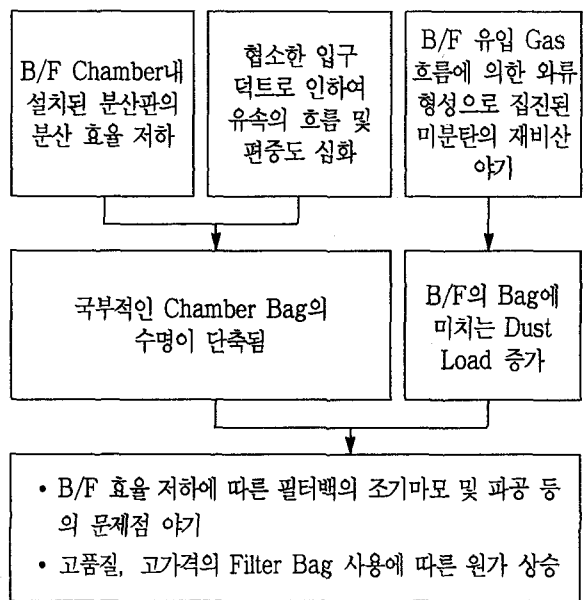 B/F Chamber내
설치된 분산판의
분산 효율 저하
협소한 입구
덕트로 인하여
유속의 흐름 및
편중도 심화
B/F 유입 Gas
흐름에 의한 와류
형성으로 집진된
미분탄의 재비산
야기
국부적인 Chamber Bag의
수명이 단축됨
B/F의 Bag에
미치는 Dust
Load 증가
• B/F 효율 저하에 따른 필터백의 조기마모 및 파공 등
의 문제점 야기
• 고품질, 고가격의 Filter Bag 사용에 따른 원가 상승